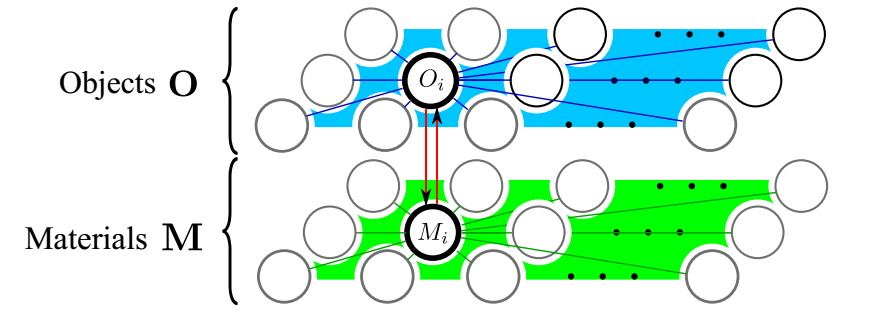 Objects O
O_i
Materials M
M_i